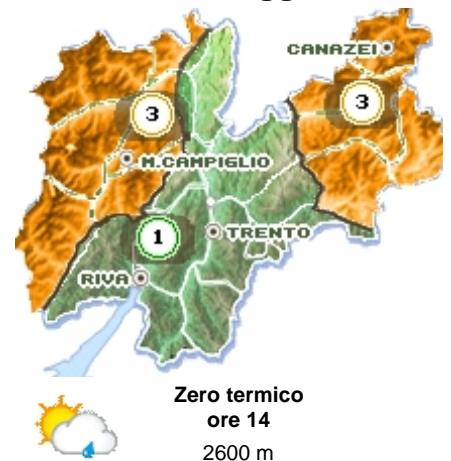 CANAZEI
3
3
M.CAMPIGLIO
1
TRENTO
RIVA
Zero termico
ore 14
2600 m